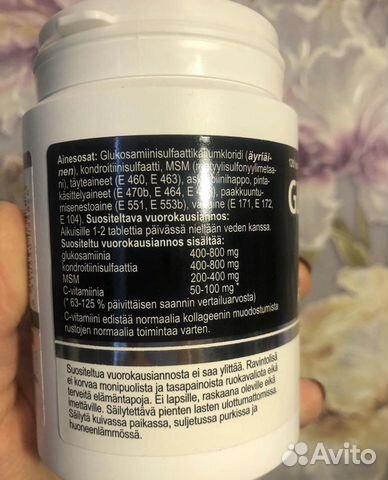 Ainesosat: Glukosamiinisulfaattikaliumkloridi (äyriäi-
nen), kondroitiinisulfaatti, MSM (metyylisulfonyylimetaa-
ni), täyteaineet (E 460, E 463), askorbiinihappo, pinta-
käsittelyaineet (E 470b, E 464, E), paakkuuntu-
misenestoaine (E 551, E 553b), väriaine (E 171, E 172,
E 104). Suositeltava vuorokausiannos:
Aikuisille 1-2 tablettia päivässä niellään veden kanssa.
Suositeltu vuorokausiannos sisältää:
glukosamiinia 400-800 mg
kondroitiinisulfaattia 400-800 mg
MSM 200-400 mg
C-vitamiinia 50-100 mg *
(* 63-125 % päivittäisen saannin vertailuarvosta)
C-vitamiini edistää normaalia kollageenin muodostumista
rustojen normaalia toimintaa varten.
Suositeltua vuorokausiannosta ei saa ylittää. Ravintolisä
ei korvaa monipuolista ja tasapainoista ruokavaliota eikä
terveitä elämäntapoja. Ei lapsille, raskaana oleville eikä
imettäville. Säilytettävä pienten lasten ulottumattomissa.
Säilytä kuivassa paikassa, suljetussa purkissa ja
huoneenlämmössä.
120
G
Avito